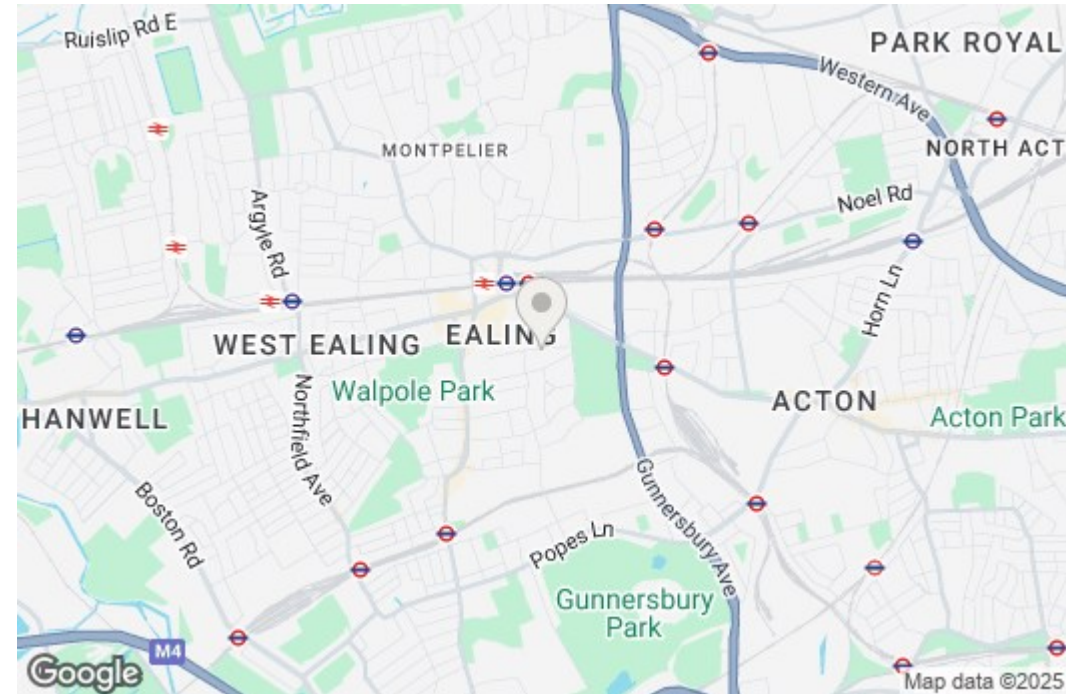 Ruislip Rd E
PARK ROYAL
Western Ave
MONTPELIER
NORTH ACT
Argyle Rd
Noel Rd
Horn Ln
WEST EALING
EALING
Walpole Park
ACTON
HANWELL
Acton Park
Northfield Ave
Boston Rd
Gunnersbury Ave
Popes Ln
Gunnersbury
Park
M4
Google
Map data ©2025